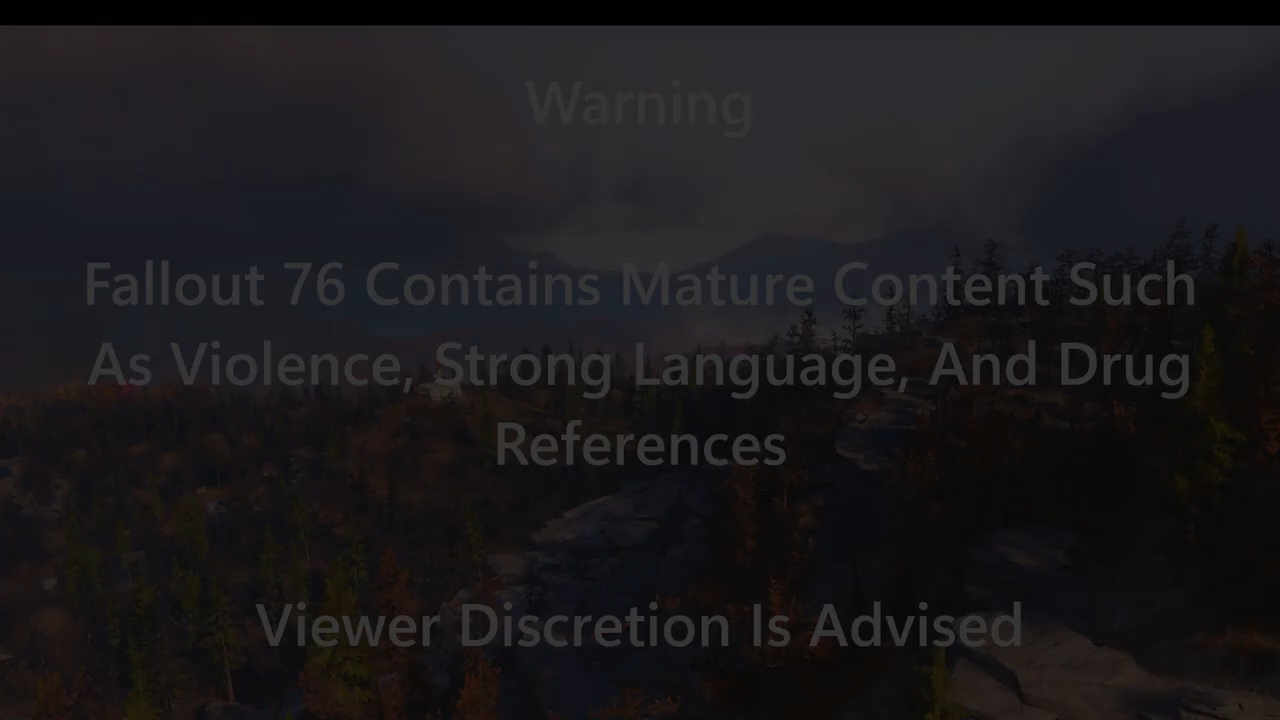 Warning
Fallout 76 Contains Mature Content Such
As Violence, Strong Language, And Drug
References
Viewer Discretion Is Advised